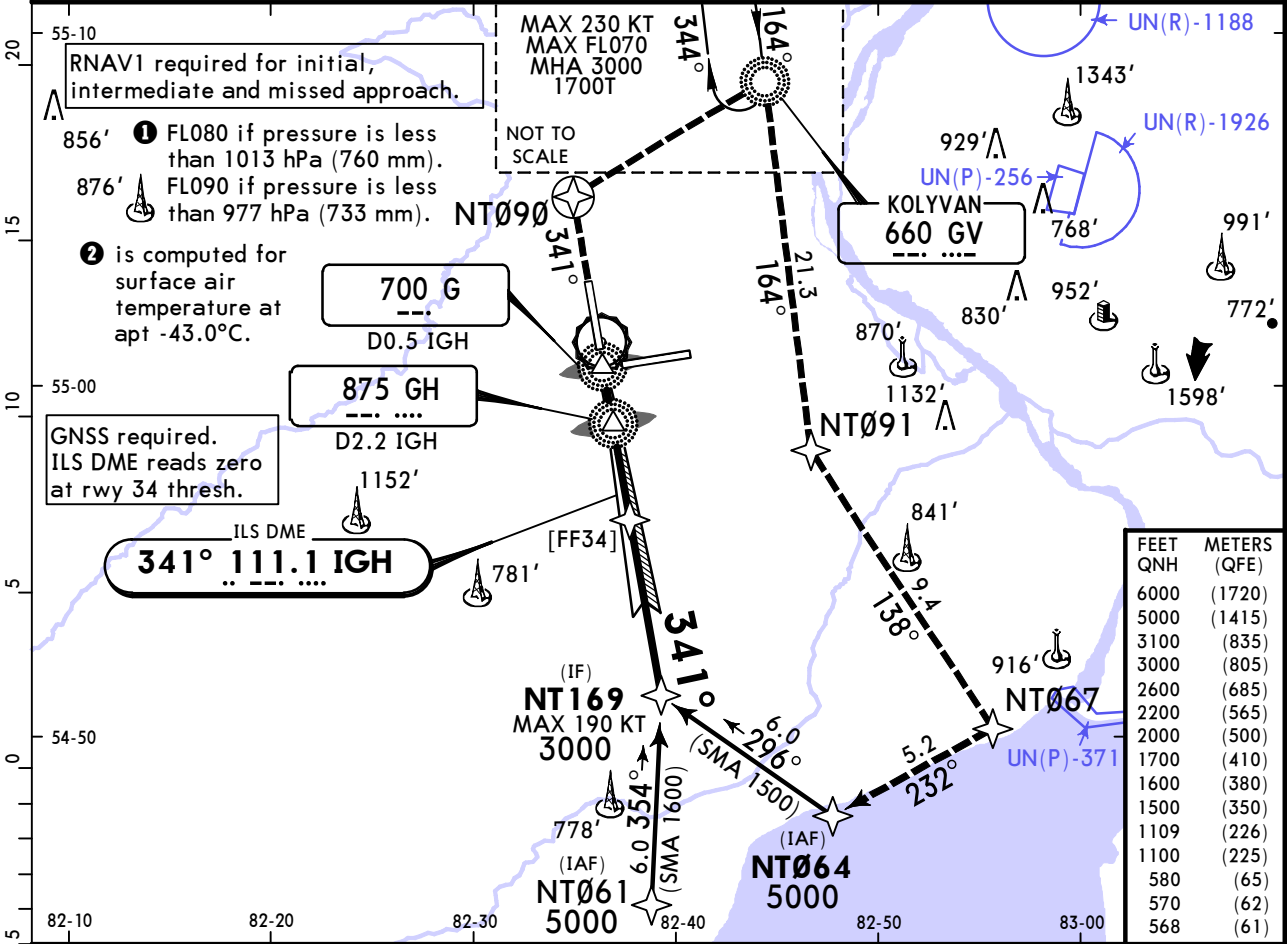 20
55-10
MAX 230 KT
MAX FL070
MHA 3000
1700T
344°
164°
NOT TO
SCALE
UN(R)-1188
RNAV1 required for initial,
intermediate and missed approach.
1343'
UN(R)-1926
856'
❶ FL080 if pressure is less
than 1013 hPa (760 mm).
FL090 if pressure is less
than 977 hPa (733 mm).
876'
929'
UN(P)-256
768'
NTØ90
341°
KOLYVAN
660 GV
991'
15
❷ is computed for
surface air
temperature at
apt -43.0°C.
700 G
D0.5 IGH
21.3
164°
830'
952'
772'
870'
55-00
875 GH
D2.2 IGH
1132'
1598'
10
GNSS required.
ILS DME reads zero
at rwy 34 thresh.
NTØ91
1152'
ILS DME
341° 111.1 IGH
[FF34]
841'
781'
5
9.4
138°
341°
916'
(IF)
NT169
MAX 190 KT
3000
NTØ67
54-50
6.0
296°
(SMA 1500)
5.2
232°
UN(P)-371
0
778'
6.0 354°
(SMA 1600)
(IAF)
NTØ61
5000
(IAF)
NTØ64
5000
5
82-10
82-20
82-30
82-40
82-50
83-00
FEET METERS
QNH (QFE)
6000 (1720)
5000 (1415)
3100 (835)
3000 (805)
2600 (685)
2200 (565)
2000 (500)
1700 (410)
1600 (380)
1500 (350)
1109 (226)
1100 (225)
580 (65)
570 (62)
568 (61)